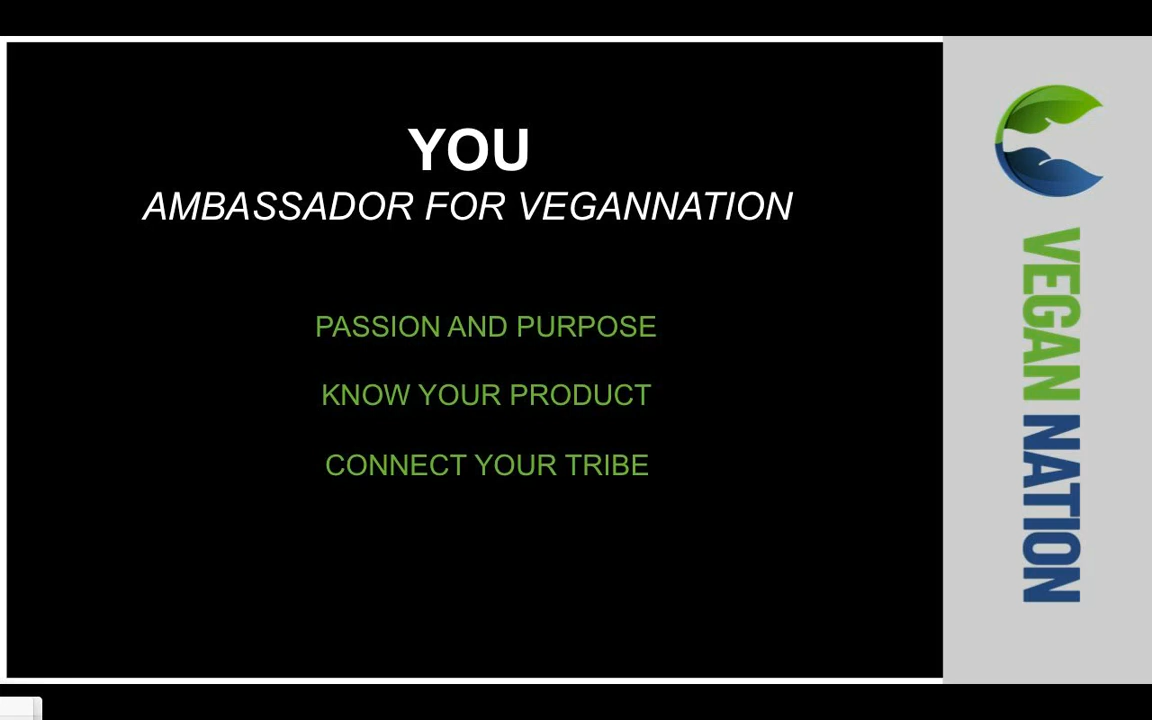 YOU
AMBASSADOR FOR VEGANNATION
PASSION AND PURPOSE
KNOW YOUR PRODUCT
CONNECT YOUR TRIBE
VEGAN NATION